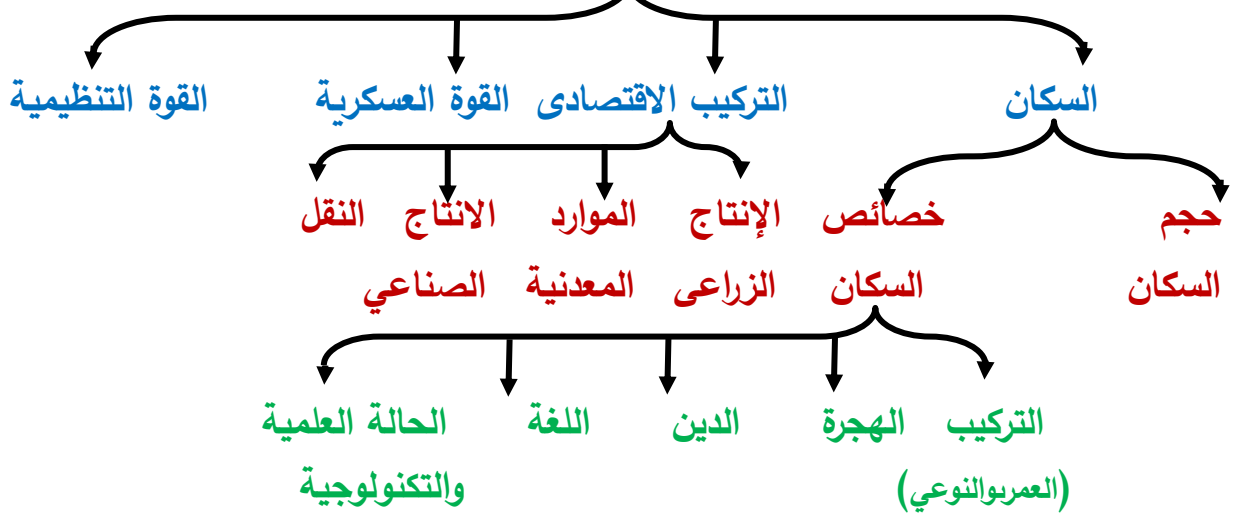 السكان التركيب الاقتصادى القوة العسكرية القوة التنظيمية
حجم خصائص الإنتاج الموارد الانتاج النقل
السكان السكان الزراعى المعدنية الصناعي
التركيب الهجرة الدين اللغة الحالة العلمية
(العمربوالنوعي) والتكنولوجية